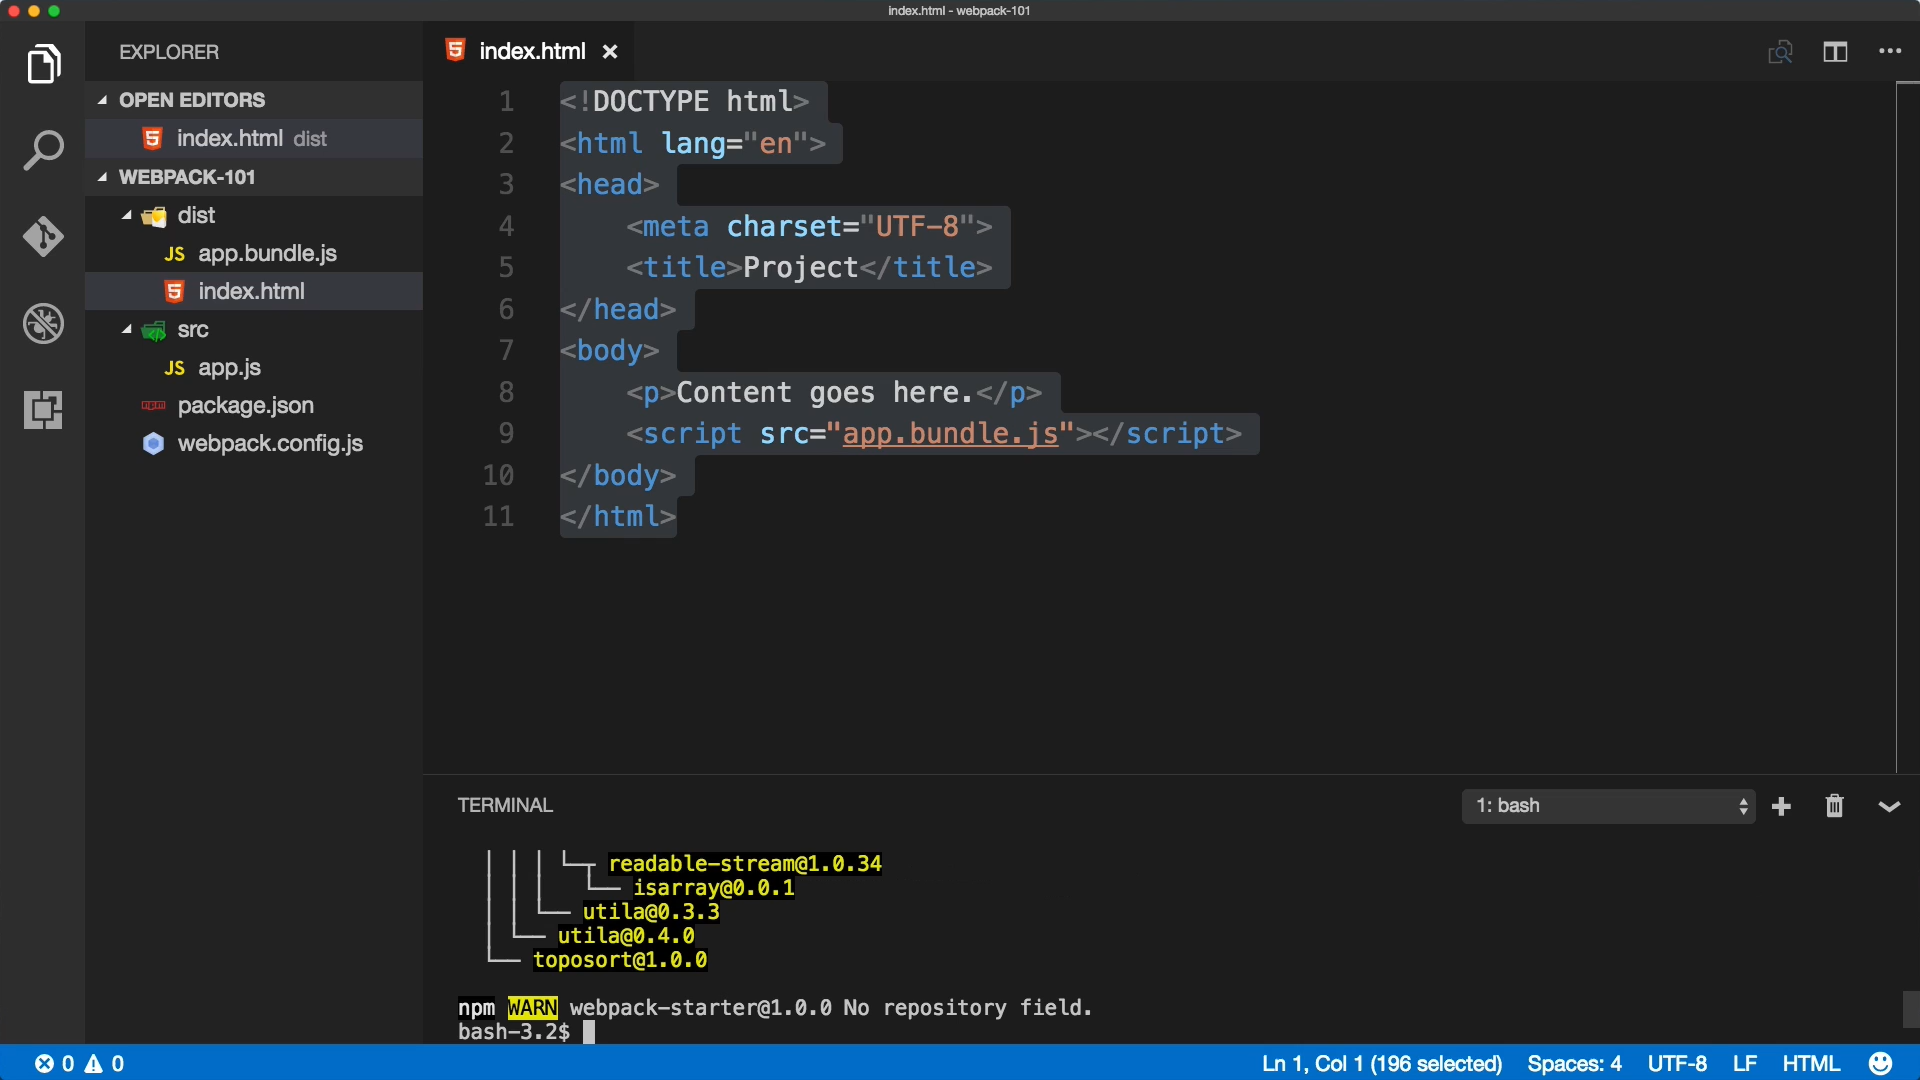 index.html - webpack-101
EXPLORER
OPEN EDITORS
index.html dist
WEBPACK-101
dist
JS app.bundle.js
index.html
src
JS app.js
package.json
webpack.config.js
index.html
1 <!DOCTYPE html>
2 <html lang="en">
3 <head>
4     <meta charset="UTF-8">
5     <title>Project</title>
6 </head>
7 <body>
8     <p>Content goes here.</p>
9     <script src="app.bundle.js"></script>
10 </body>
11 </html>
TERMINAL
1: bash
readable-stream@1.0.34
isarray@0.0.1
utila@0.3.3
utila@0.4.0
toposort@1.0.0
npm WARN webpack-starter@1.0.0 No repository field.
bash-3.2$
0 0
Ln 1, Col 1 (196 selected) Spaces: 4 UTF-8 LF HTML